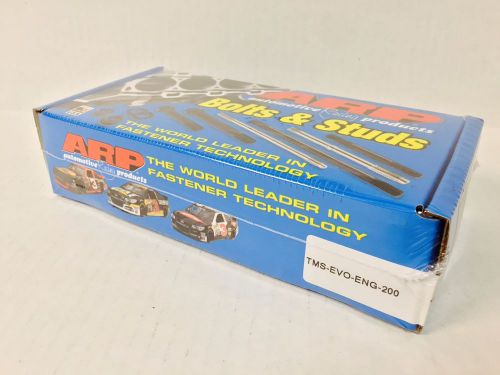 ARP
automotive Racing products
Bolts & Studs
THE WORLD LEADER IN
FASTENER TECHNOLOGY
ARP
automotive Racing products
THE WORLD LEADER IN
FASTENER TECHNOLOGY
TMS-EVO-ENG-200